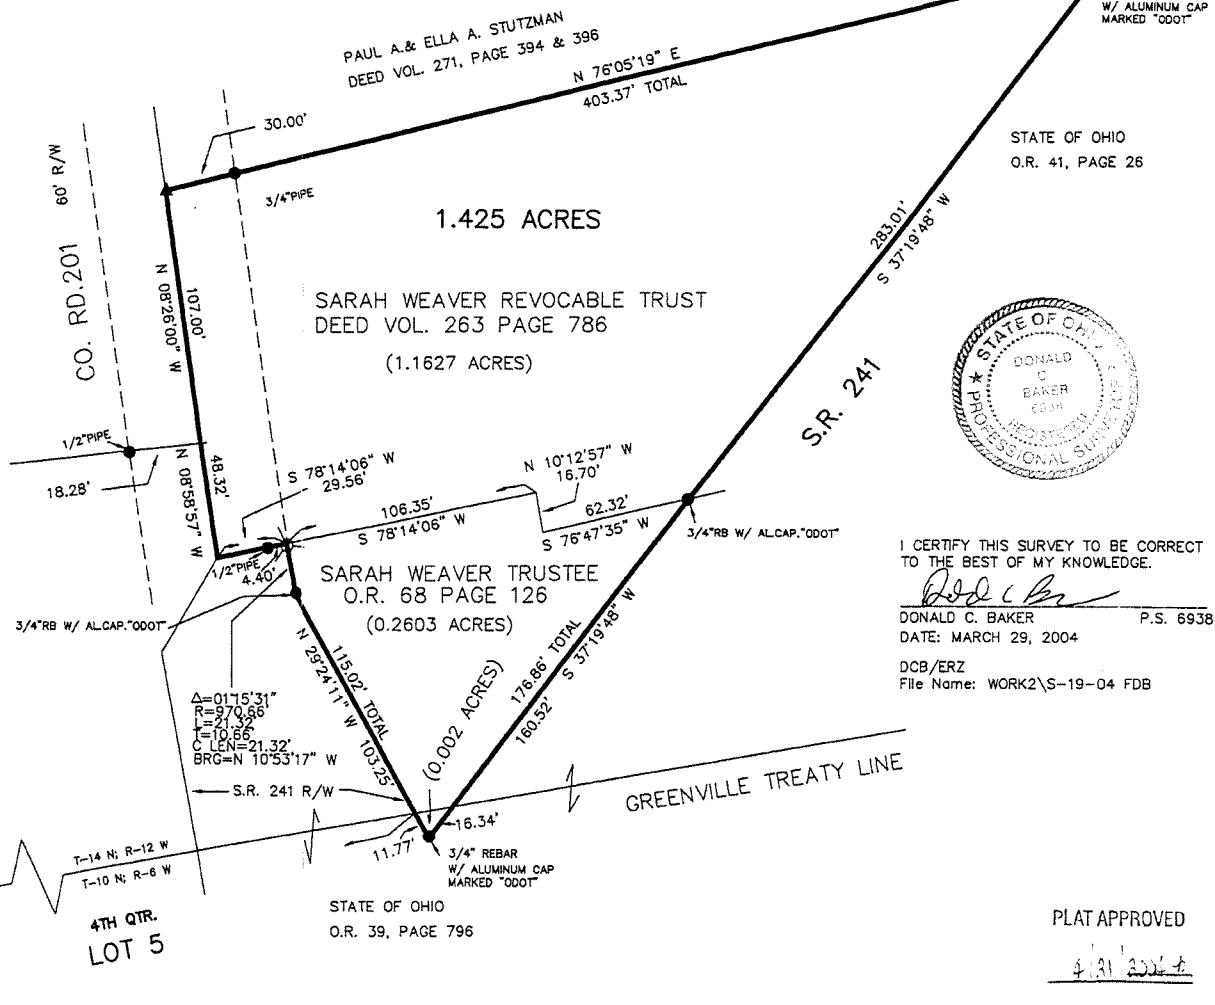 W/ ALUMINUM CAP
MARKED "ODOT"
PAUL A.& ELLA A. STUTZMAN
DEED VOL. 271, PAGE 394 & 396
N 76°05'19" E
403.37' TOTAL
30.00'
3/4"PIPE
60' R/W
CO. RD.201
STATE OF OHIO
O.R. 41, PAGE 26
1.425 ACRES
283.01'
S 37°19'48" W
N 08°26'00" W
107.00'
SARAH WEAVER REVOCABLE TRUST
DEED VOL. 263 PAGE 786
(1.1627 ACRES)
S.R. 241
STATE OF OHIO
DONALD
C
BAKER
6938
REGISTERED
PROFESSIONAL SURVEYOR
1/2"PIPE
18.28'
N 08°58'57" W
48.32'
S 78°14'06" W
29.56'
N 10°12'57" W
16.70'
106.35'
S 78°14'06" W
62.32'
S 76°47'35" W
3/4"RB W/ AL.CAP."ODOT"
1/2"PIPE
4.40'
SARAH WEAVER TRUSTEE
O.R. 68 PAGE 126
(0.2603 ACRES)
3/4"RB W/ AL.CAP."ODOT"
I CERTIFY THIS SURVEY TO BE CORRECT
TO THE BEST OF MY KNOWLEDGE.
DONALD C. BAKER P.S. 6938
DATE: MARCH 29, 2004
DCB/ERZ
File Name: WORK2\S-19-04 FDB
115.02' TOTAL
N 29°24'11" W 103.25'
176.86' TOTAL
S 37°19'48" W
160.52'
(0.002 ACRES)
Δ=01°15'31"
R=970.66'
L=21.32'
T=10.66'
C LEN=21.32'
BRG=N 10°53'17" W
S.R. 241 R/W
GREENVILLE TREATY LINE
16.34'
11.77'
3/4" REBAR
W/ ALUMINUM CAP
MARKED "ODOT"
T-14 N; R-12 W
T-10 N; R-6 W
4TH QTR.
LOT 5
STATE OF OHIO
O.R. 39, PAGE 796
PLAT APPROVED